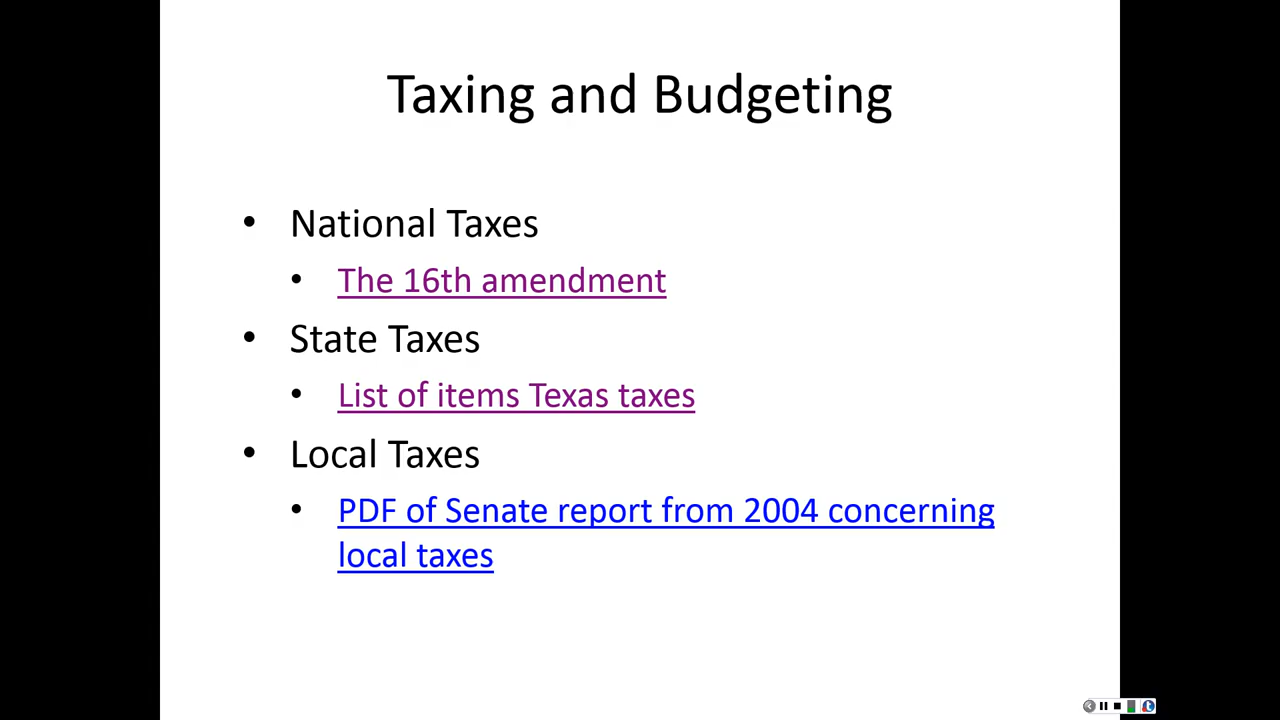 Taxing and Budgeting
• National Taxes
• The 16th amendment
• State Taxes
• List of items Texas taxes
• Local Taxes
• PDF of Senate report from 2004 concerning
local taxes